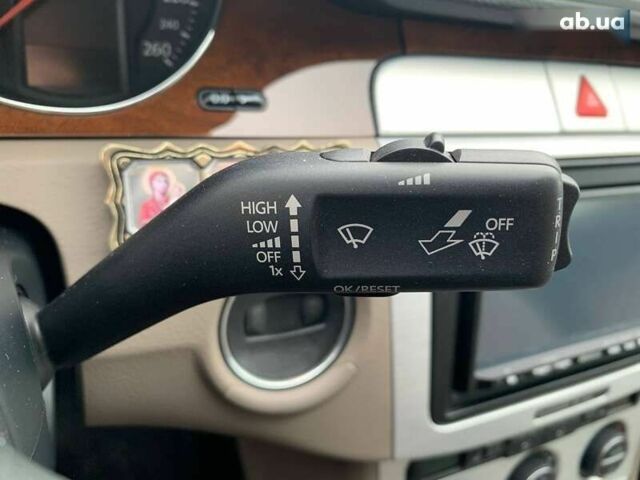 ab.ua
240
260
HIGH
LOW
OFF
1x
OFF
TRIP
OK/RESET